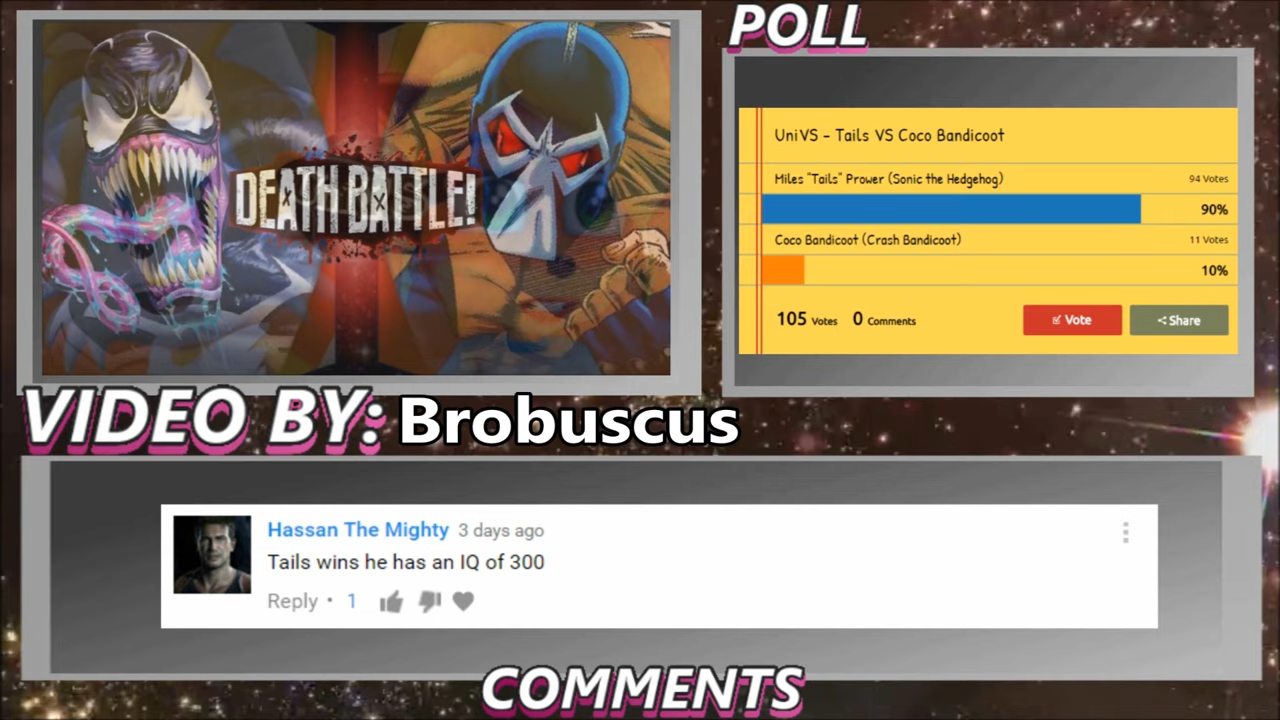 DEATH BATTLE!
POLL
UniVS - Tails VS Coco Bandicoot
Miles "Tails" Prower (Sonic the Hedgehog) 94 Votes
90%
Coco Bandicoot (Crash Bandicoot) 11 Votes
10%
105 Votes 0 Comments Vote Share
VIDEO BY: Brobuscus
Hassan The Mighty 3 days ago
Tails wins he has an IQ of 300
Reply • 1
COMMENTS